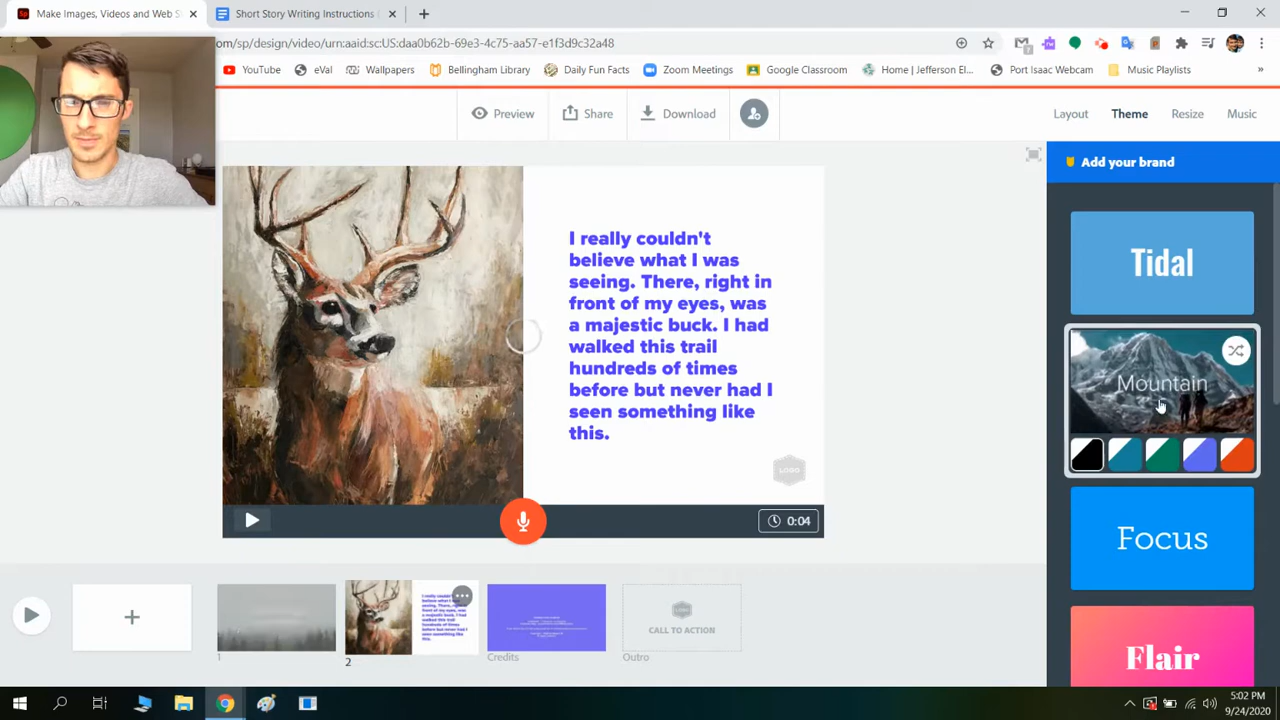 Make Images, Videos and Web S
Short Story Writing Instructions (
com/sp/design/video/urn:aaid:sc:US:daa0b62b-69e3-4c75-aa57-e1f3d9c32a48
YouTube
eVal
Wallpapers
Bellingham Library
Daily Fun Facts
Zoom Meetings
Google Classroom
Home | Jefferson El...
Port Isaac Webcam
Music Playlists
Preview
Share
Download
Layout
Theme
Resize
Music
Add your brand
Tidal
Mountain
Focus
Flair
I really couldn't
believe what I was
seeing. There, right in
front of my eyes, was
a majestic buck. I had
walked this trail
hundreds of times
before but never had I
seen something like
this.
LOGO
0:04
1
2
Credits
LOGO
CALL TO ACTION
Outro
5:02 PM
9/24/2020